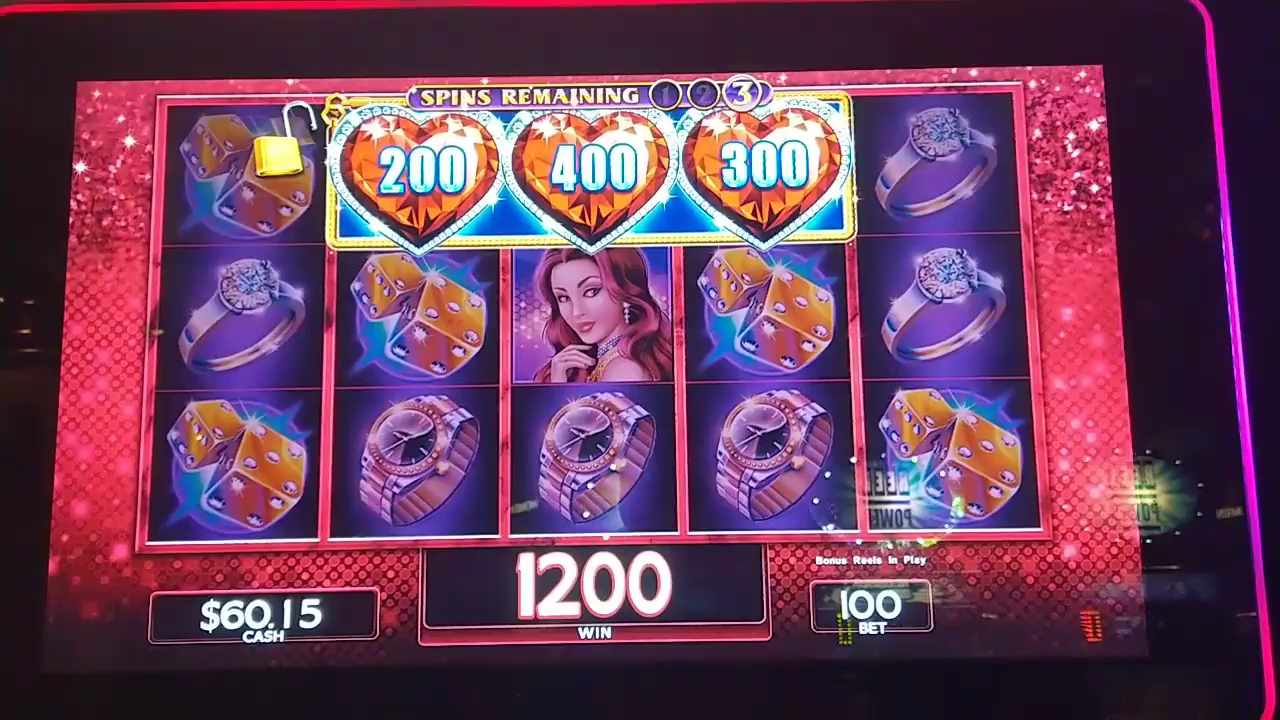 SPINS REMAINING 1 2 3
200 400 300
Bonus Reels In Play
1200
WIN
$60.15
CASH
100
BET